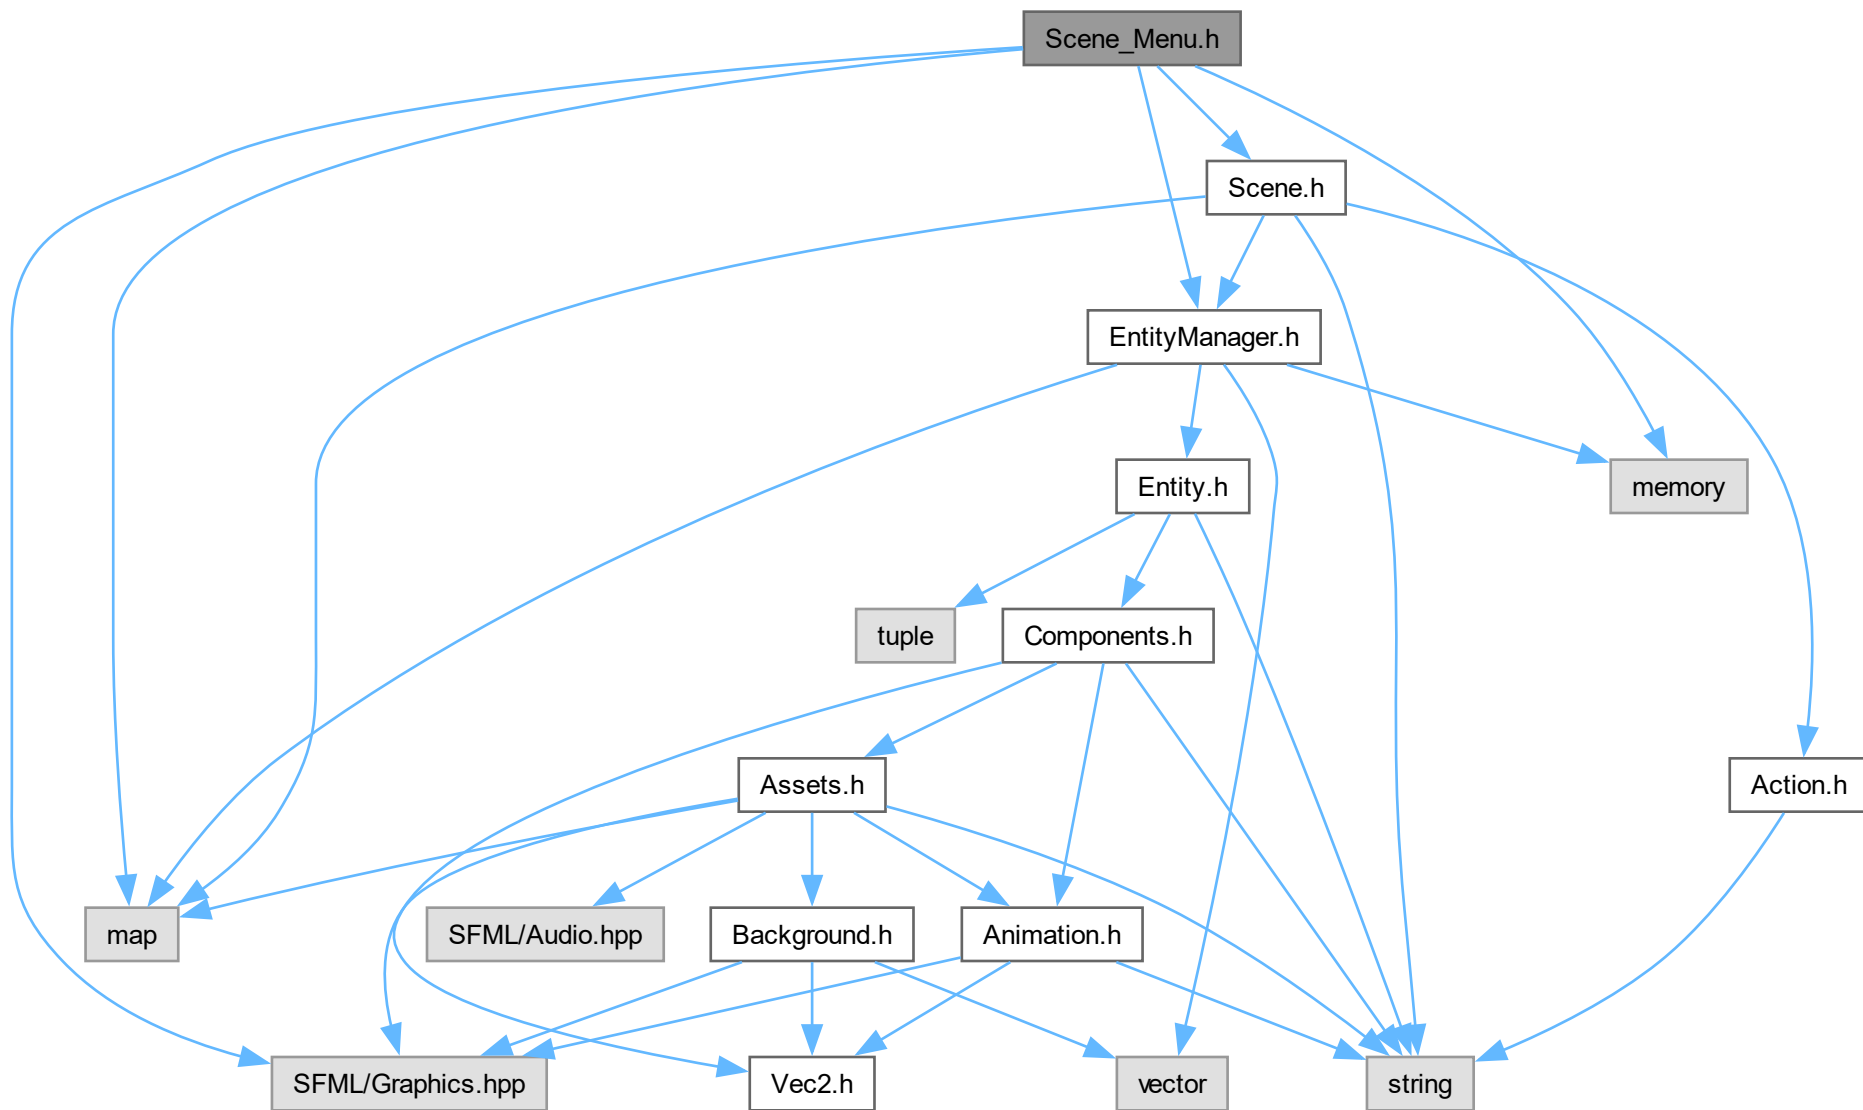 Scene_Menu.h
Scene.h
EntityManager.h
Entity.h
memory
tuple
Components.h
Assets.h
Action.h
map
SFML/Audio.hpp
Background.h
Animation.h
SFML/Graphics.hpp
Vec2.h
vector
string